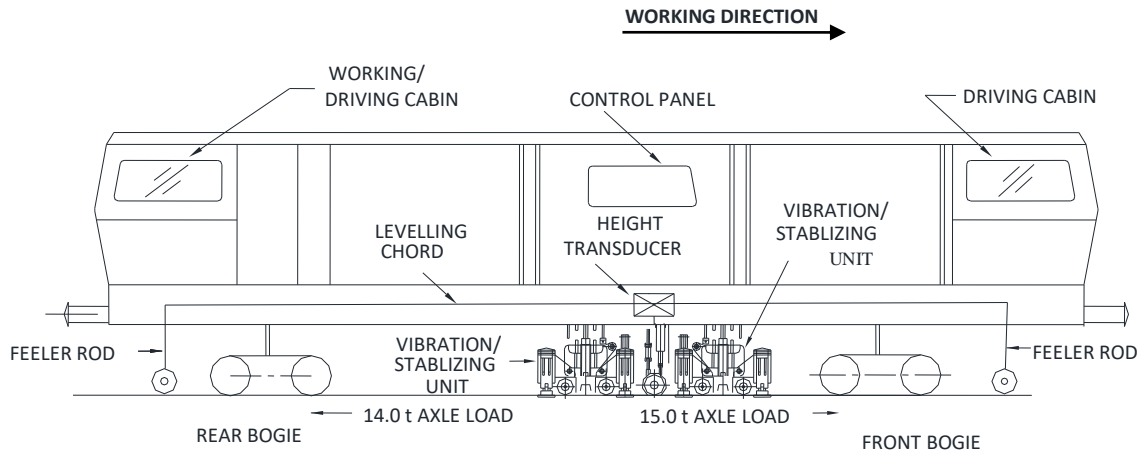 WORKING DIRECTION
WORKING/
DRIVING CABIN
CONTROL PANEL
DRIVING CABIN
LEVELLING
CHORD
HEIGHT
TRANSDUCER
VIBRATION/
STABLIZING
UNIT
FEELER ROD
VIBRATION/
STABLIZING
UNIT
FEELER ROD
14.0 t AXLE LOAD
15.0 t AXLE LOAD
REAR BOGIE
FRONT BOGIE